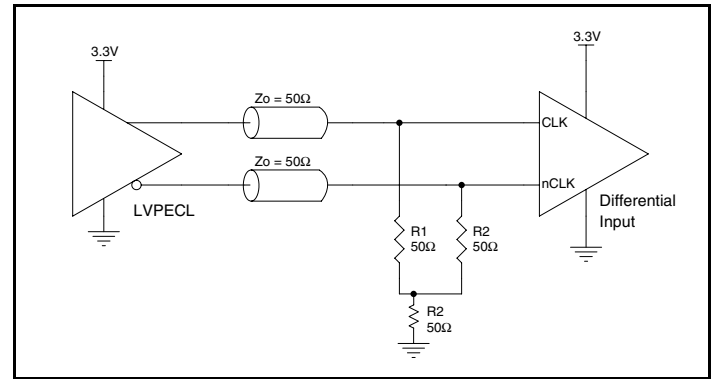 3.3V
3.3V
Zo = 50Ω
CLK
Zo = 50Ω
nCLK
LVPECL
Differential
Input
R1
50Ω
R2
50Ω
R2
50Ω